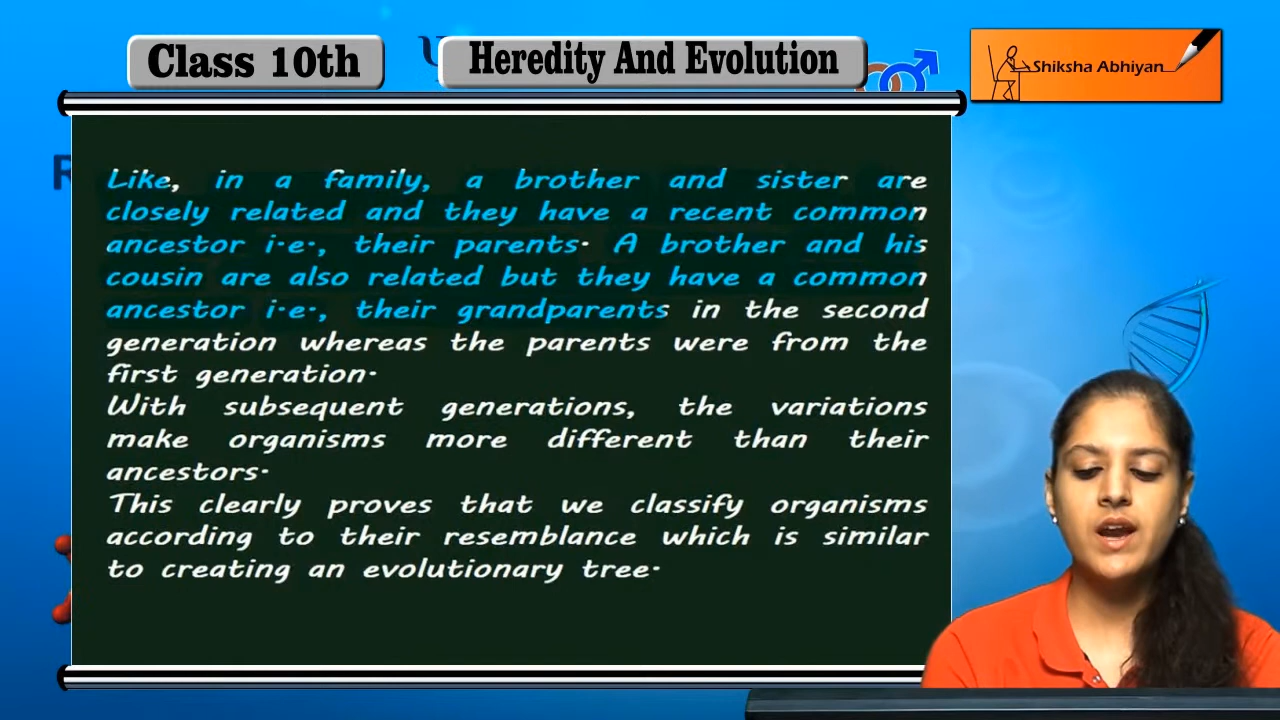 Class 10th
Heredity And Evolution
Shiksha Abhiyan
Like, in a family, a brother and sister are
closely related and they have a recent common
ancestor i.e., their parents. A brother and his
cousin are also related but they have a common
ancestor i.e., their grandparents in the second
generation whereas the parents were from the
first generation.
With subsequent generations, the variations
make organisms more different than their
ancestors.
This clearly proves that we classify organisms
according to their resemblance which is similar
to creating an evolutionary tree.